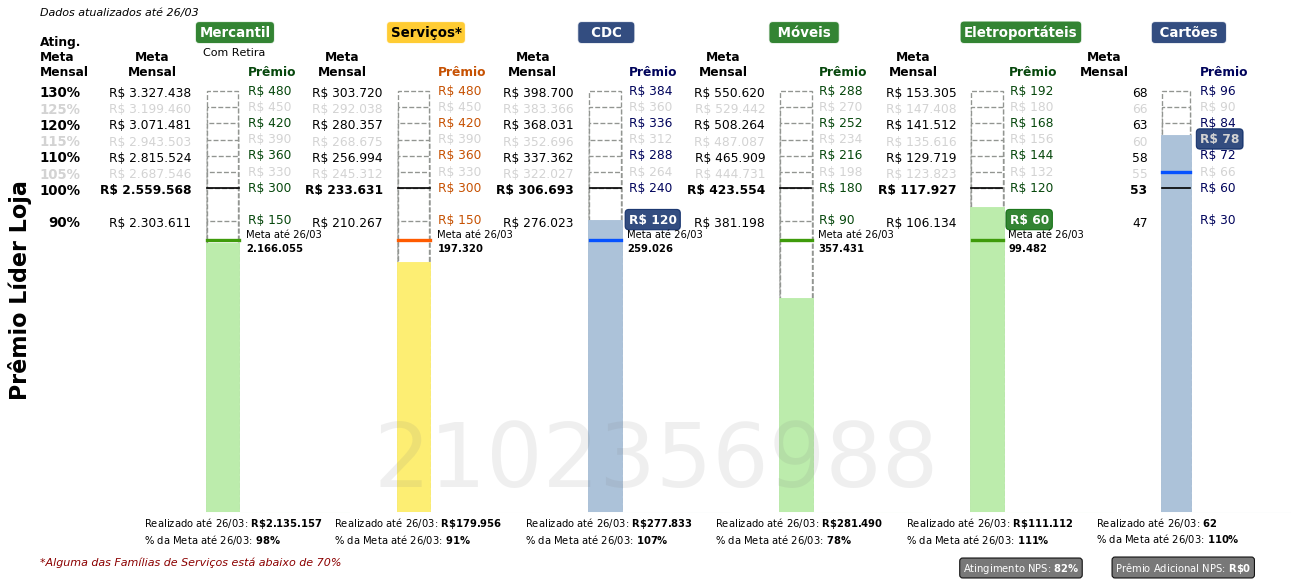 Dados atualizados até 26/03
Mercantil Serviços* CDC Móveis Eletroportáteis Cartões
Com Retira
Ating. Meta Mensal Meta Mensal Prêmio Meta Mensal Prêmio Meta Mensal Prêmio Meta Mensal Prêmio Meta Mensal Prêmio Meta Mensal Prêmio
130% R$ 3.327.438 R$ 480 R$ 303.720 R$ 480 R$ 398.700 R$ 384 R$ 550.620 R$ 288 R$ 153.305 R$ 192 68 R$ 96
125% R$ 3.199.460 R$ 450 R$ 292.038 R$ 450 R$ 383.366 R$ 360 R$ 529.442 R$ 270 R$ 147.408 R$ 180 66 R$ 90
120% R$ 3.071.481 R$ 420 R$ 280.357 R$ 420 R$ 368.031 R$ 336 R$ 508.264 R$ 252 R$ 141.512 R$ 168 63 R$ 84
115% R$ 2.943.503 R$ 390 R$ 268.675 R$ 390 R$ 352.696 R$ 312 R$ 487.087 R$ 234 R$ 135.616 R$ 156 60 R$ 78
110% R$ 2.815.524 R$ 360 R$ 256.994 R$ 360 R$ 337.362 R$ 288 R$ 465.909 R$ 216 R$ 129.719 R$ 144 58 R$ 72
105% R$ 2.687.546 R$ 330 R$ 245.312 R$ 330 R$ 322.027 R$ 264 R$ 444.731 R$ 198 R$ 123.823 R$ 132 55 R$ 66
100% R$ 2.559.568 R$ 300 R$ 233.631 R$ 300 R$ 306.693 R$ 240 R$ 423.554 R$ 180 R$ 117.927 R$ 120 53 R$ 60
90% R$ 2.303.611 R$ 150 R$ 210.267 R$ 150 R$ 276.023 R$ 120 R$ 381.198 R$ 90 R$ 106.134 R$ 60 47 R$ 30
Meta até 26/03 Meta até 26/03 Meta até 26/03 Meta até 26/03 Meta até 26/03
2.166.055 197.320 259.026 357.431 99.482
Prêmio Líder Loja
2102356988
Realizado até 26/03: R$2.135.157 Realizado até 26/03: R$179.956 Realizado até 26/03: R$277.833 Realizado até 26/03: R$281.490 Realizado até 26/03: R$111.112 Realizado até 26/03: 62
% da Meta até 26/03: 98% % da Meta até 26/03: 91% % da Meta até 26/03: 107% % da Meta até 26/03: 78% % da Meta até 26/03: 111% % da Meta até 26/03: 110%
*Alguma das Famílias de Serviços está abaixo de 70% Atingimento NPS: 82% Prêmio Adicional NPS: R$0